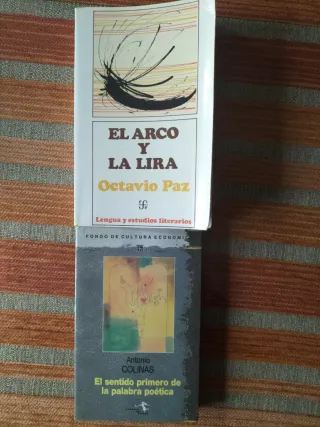 EL ARCO
Y
LA LIRA
Octavio Paz
Lengua y estudios literarios
FONDO DE CULTURA ECONOMICA
Antonio
COLINAS
El sentido primero de
la palabra poética